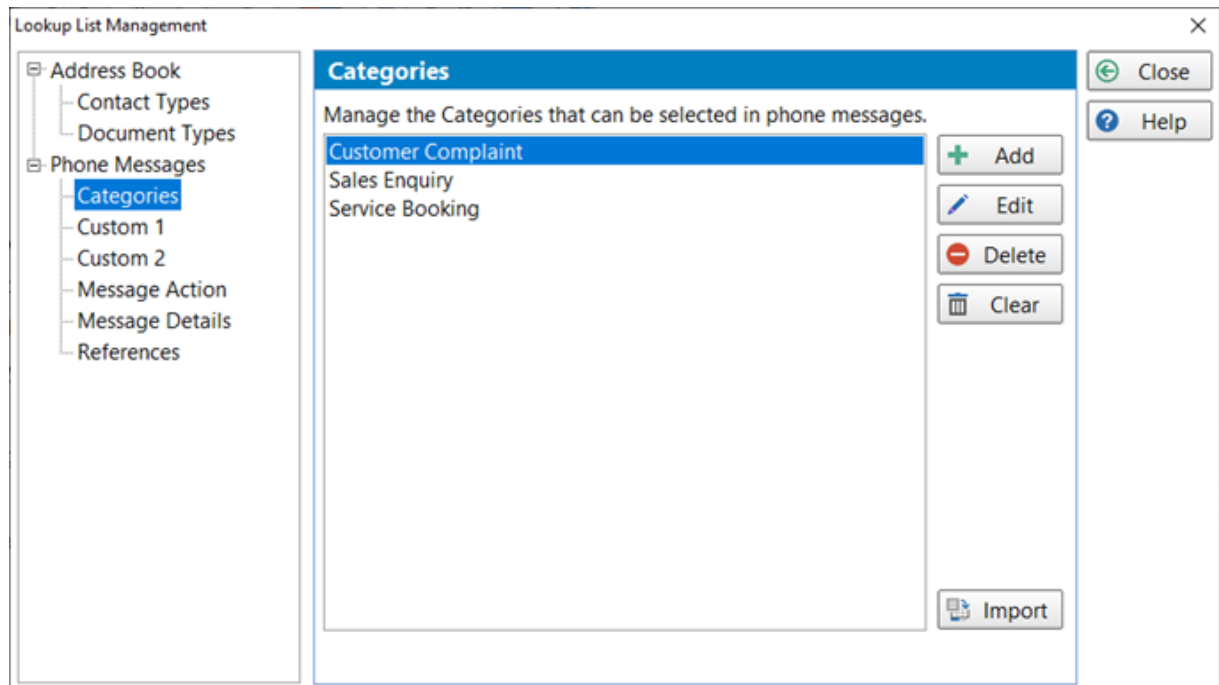 Lookup List Management
Address Book
Contact Types
Document Types
Phone Messages
Categories
Custom 1
Custom 2
Message Action
Message Details
References
Categories
Manage the Categories that can be selected in phone messages.
Customer Complaint
Sales Enquiry
Service Booking
Add
Edit
Delete
Clear
Import
Close
Help